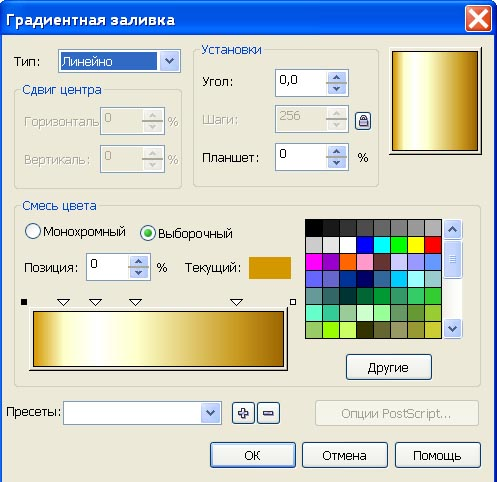 Градиентная заливка
Тип: Линейно
Установки
Угол: 0,0
Шаги: 256
Планшет: 0 %
Сдвиг центра
Горизонталь 0 %
Вертикаль: 0 %
Смесь цвета
Монохромный Выборочный
Позиция: 0 % Текущий:
Другие
Пресеты:
Опции PostScript...
ОК Отмена Помощь